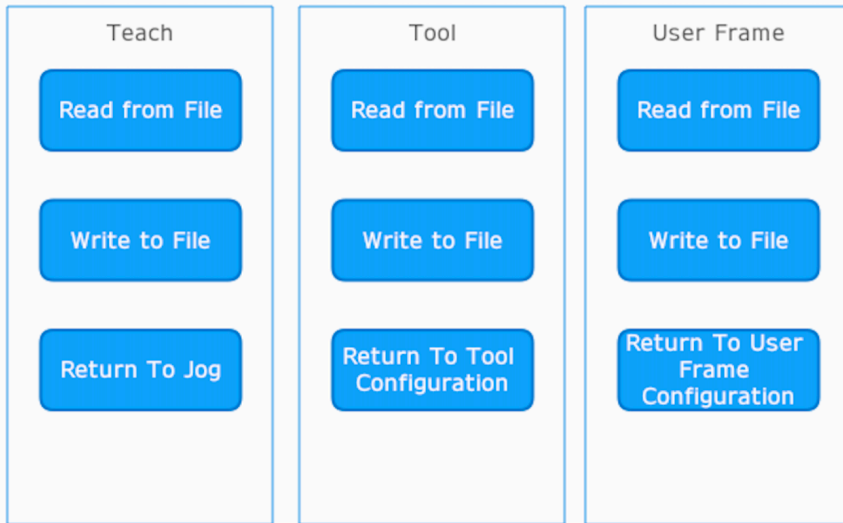 Teach
Read from File
Write to File
Return To Jog
Tool
Read from File
Write to File
Return To Tool
Configuration
User Frame
Read from File
Write to File
Return To User
Frame
Configuration